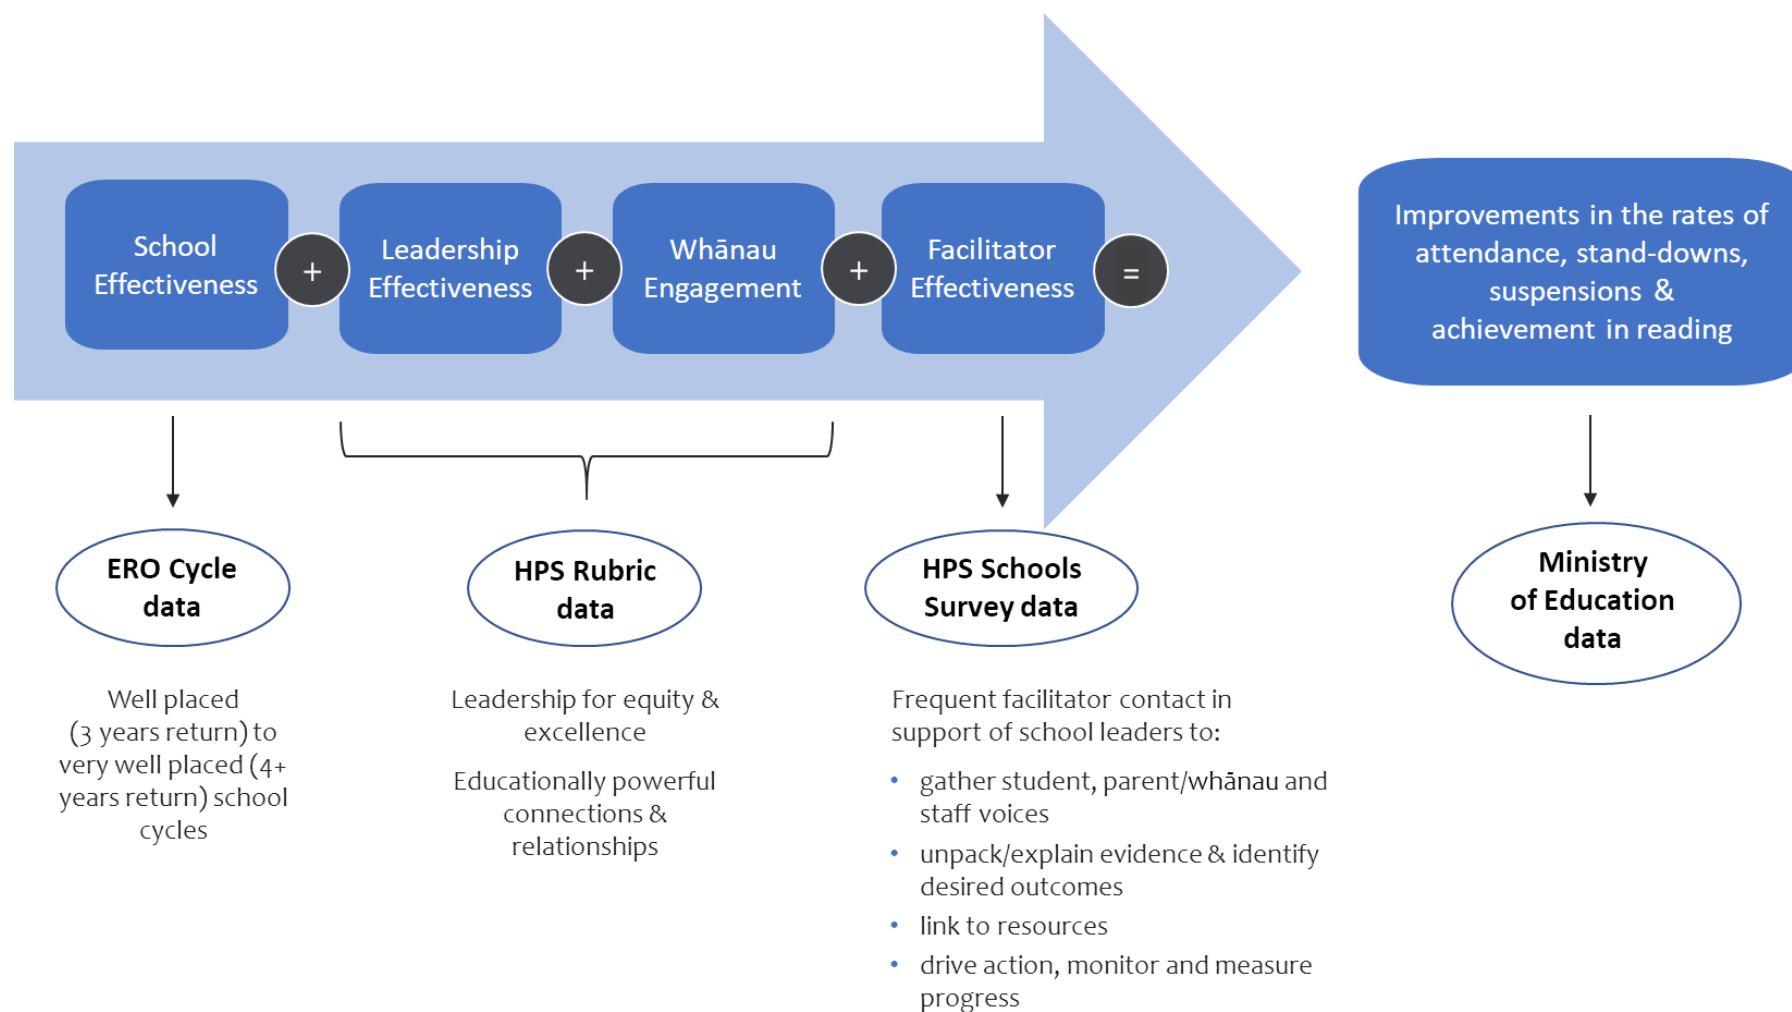 School
Effectiveness
+
Leadership
Effectiveness
+
Whānau
Engagement
+
Facilitator
Effectiveness
=
Improvements in the rates of
attendance, stand-downs,
suspensions &
achievement in reading
ERO Cycle
data
HPS Rubric
data
HPS Schools
Survey data
Ministry
of Education
data
Well placed
(3 years return) to
very well placed (4+
years return) school
cycles
Leadership for equity &
excellence
Educationally powerful
connections &
relationships
Frequent facilitator contact in
support of school leaders to:
• gather student, parent/whānau and
staff voices
• unpack/explain evidence & identify
desired outcomes
• link to resources
• drive action, monitor and measure
progress